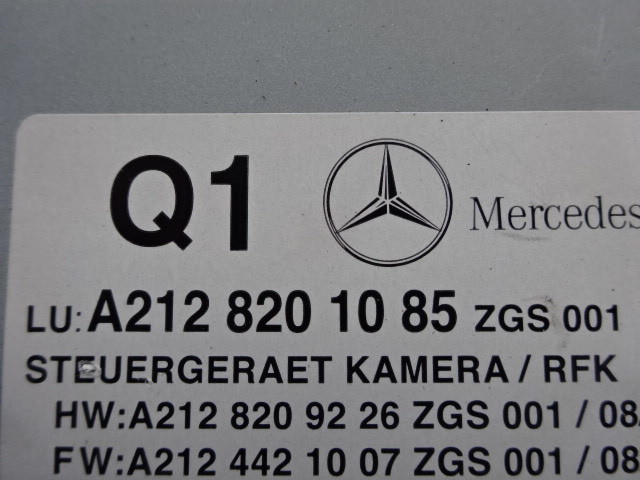 Q1 Mercedes
LU: A212 820 10 85 ZGS 001
STEUERGERAET KAMERA / RFK
HW:A212 820 92 26 ZGS 001 / 08
FW:A212 442 10 07 ZGS 001 / 08